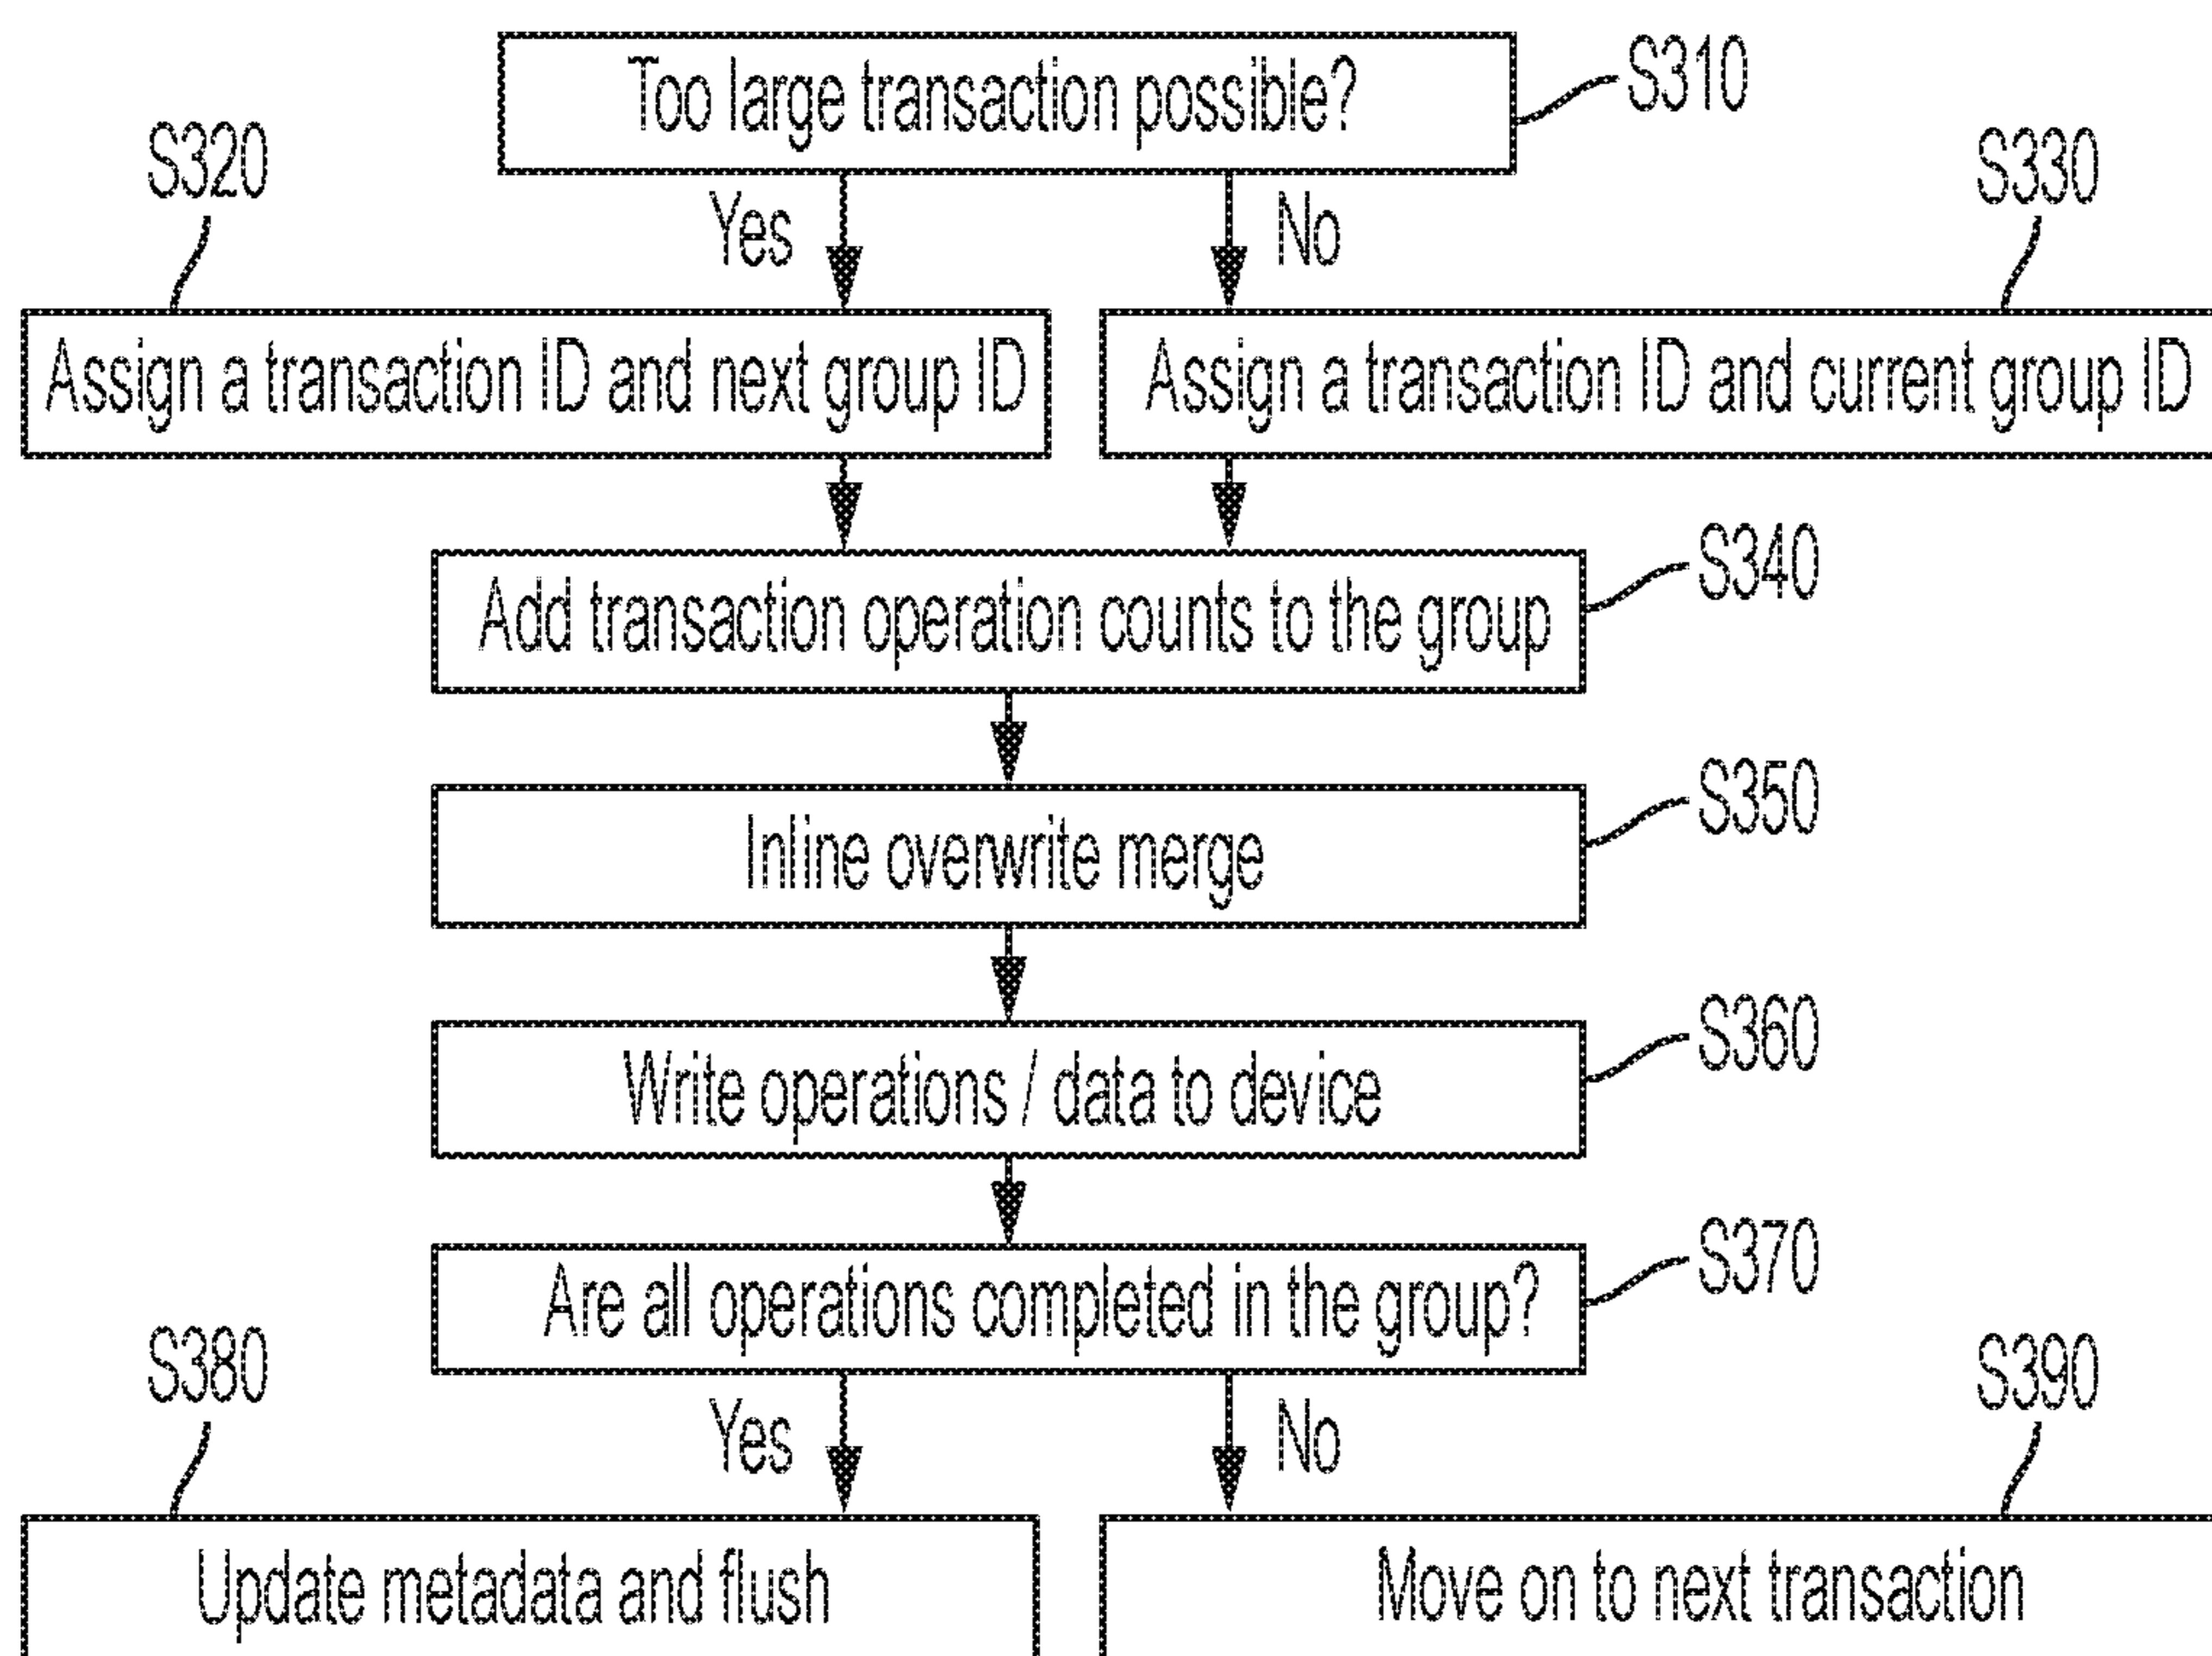 Too large transaction possible?
S310
S320
Yes
No
S330
Assign a transaction ID and next group ID
Assign a transaction ID and current group ID
Add transaction operation counts to the group
S340
Inline overwrite merge
S350
Write operations / data to device
S360
Are all operations completed in the group?
S370
S380
Yes
No
S390
Update metadata and flush
Move on to next transaction